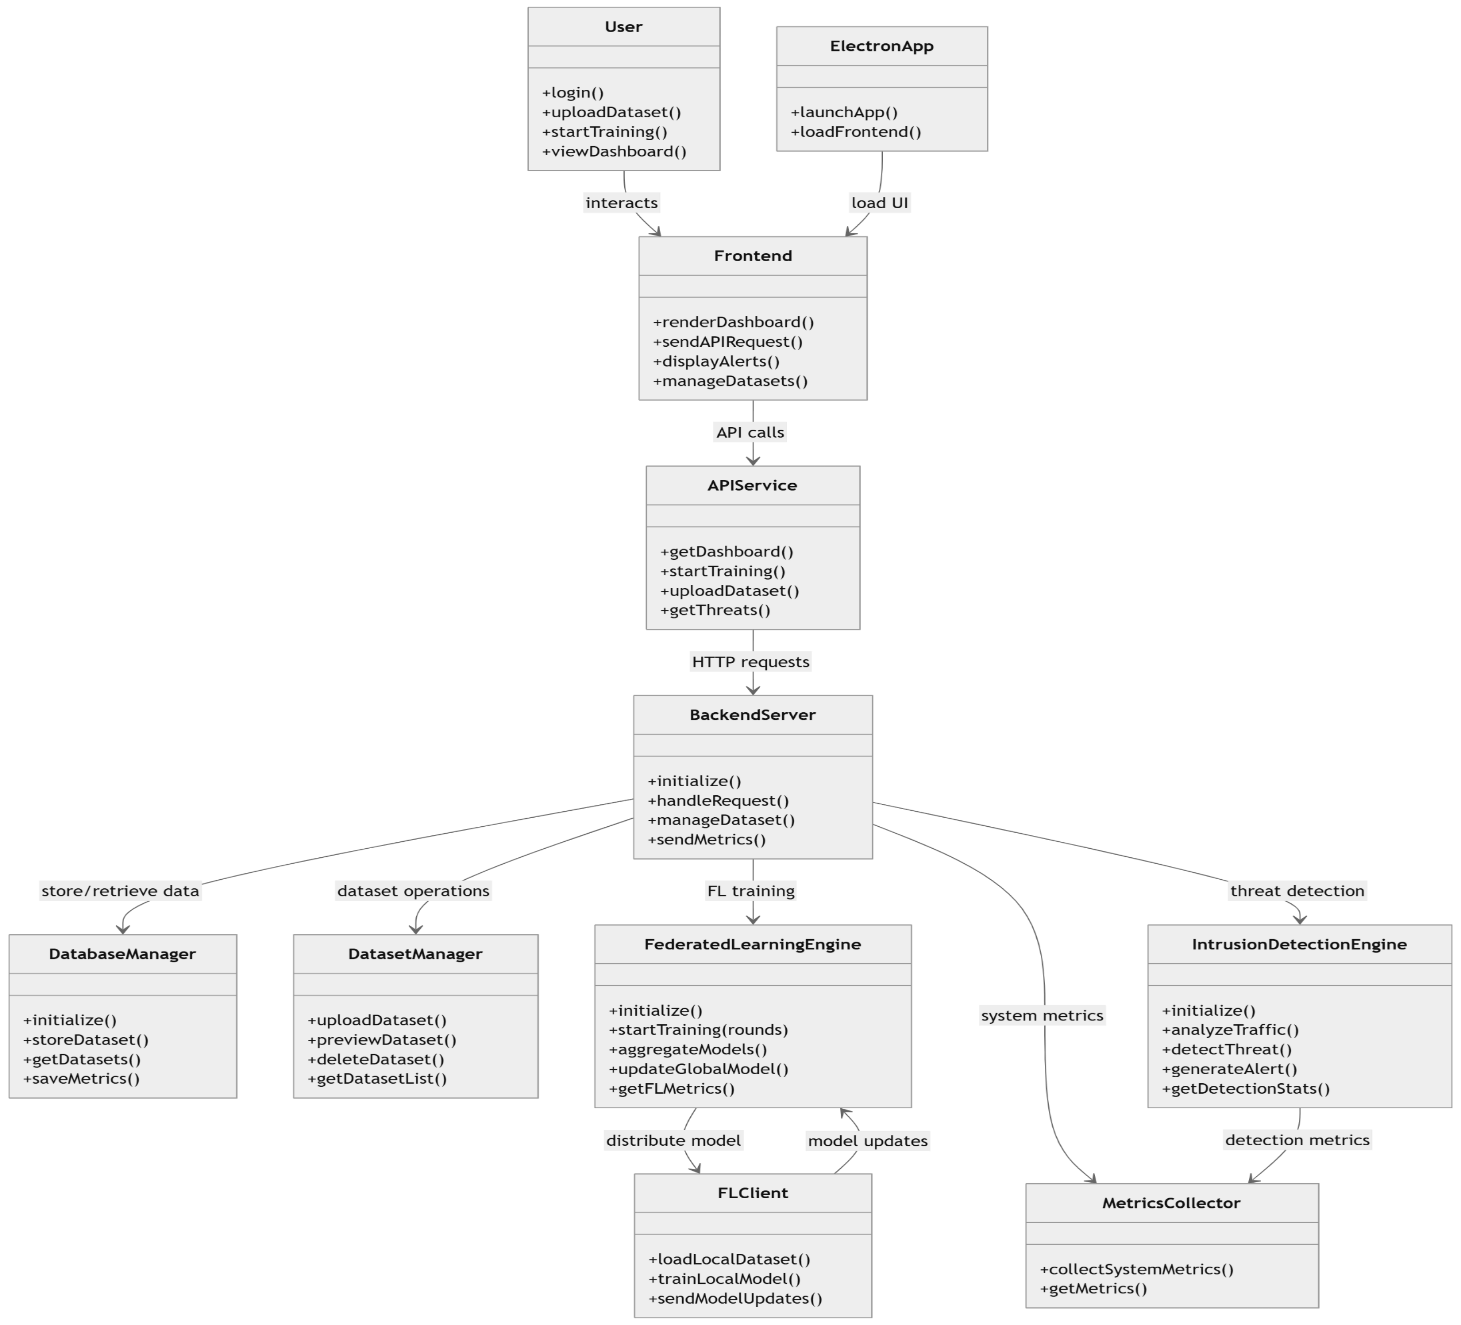 User
+login()
+uploadDataset()
+startTraining()
+viewDashboard()
ElectronApp
+launchApp()
+loadFrontend()
interacts
load UI
Frontend
+renderDashboard()
+sendAPIRequest()
+displayAlerts()
+manageDatasets()
API calls
APIService
+getDashboard()
+startTraining()
+uploadDataset()
+getThreats()
HTTP requests
BackendServer
+initialize()
+handleRequest()
+manageDataset()
+sendMetrics()
store/retrieve data
dataset operations
FL training
threat detection
DatabaseManager
+initialize()
+storeDataset()
+getDatasets()
+saveMetrics()
DatasetManager
+uploadDataset()
+previewDataset()
+deleteDataset()
+getDatasetList()
FederatedLearningEngine
+initialize()
+startTraining(rounds)
+aggregateModels()
+updateGlobalModel()
+getFLMetrics()
system metrics
IntrusionDetectionEngine
+initialize()
+analyzeTraffic()
+detectThreat()
+generateAlert()
+getDetectionStats()
distribute model
model updates
detection metrics
FLClient
+loadLocalDataset()
+trainLocalModel()
+sendModelUpdates()
MetricsCollector
+collectSystemMetrics()
+getMetrics()